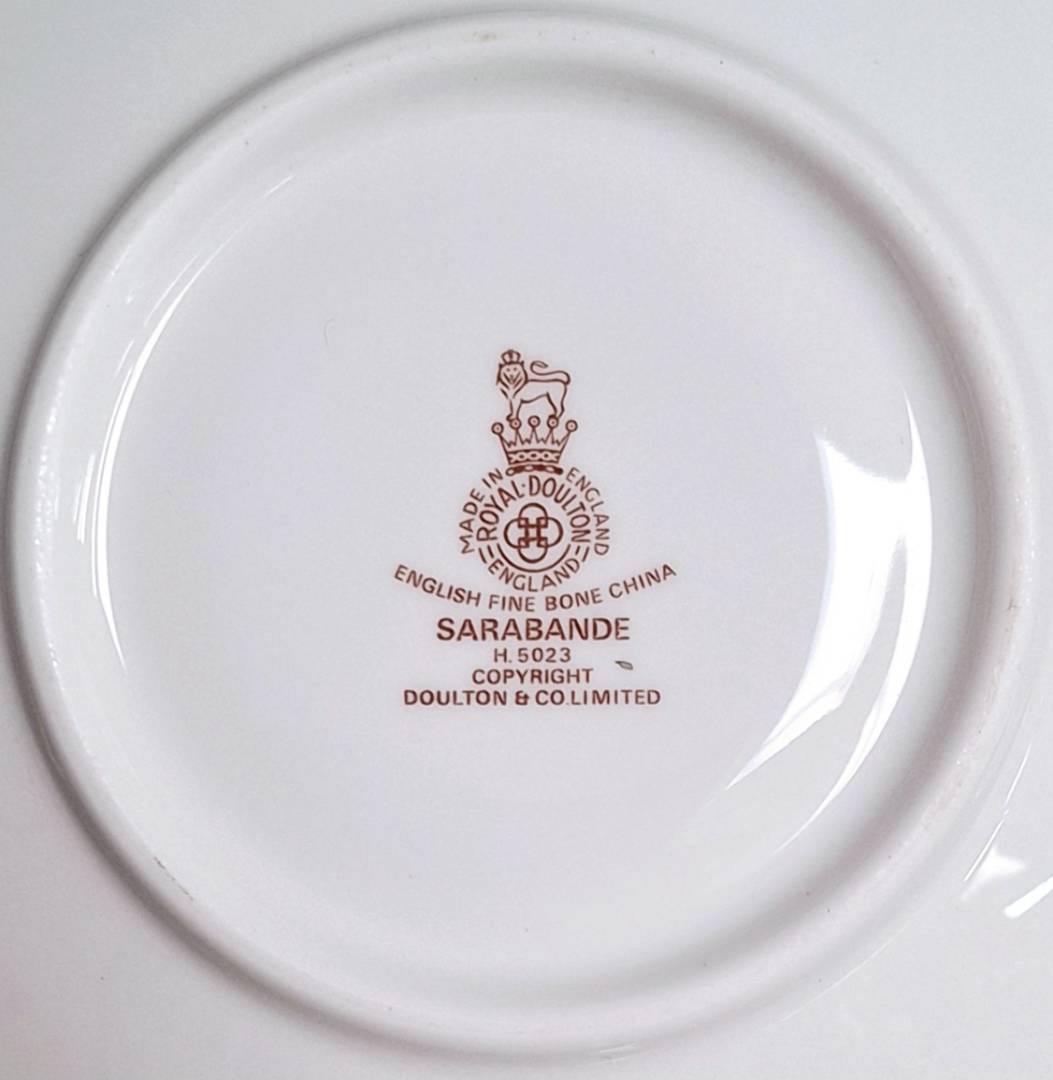 MADE IN ENGLAND
ROYAL·DOULTON
ENGLAND
ENGLISH FINE BONE CHINA
SARABANDE
H.5023
COPYRIGHT
DOULTON & CO.LIMITED